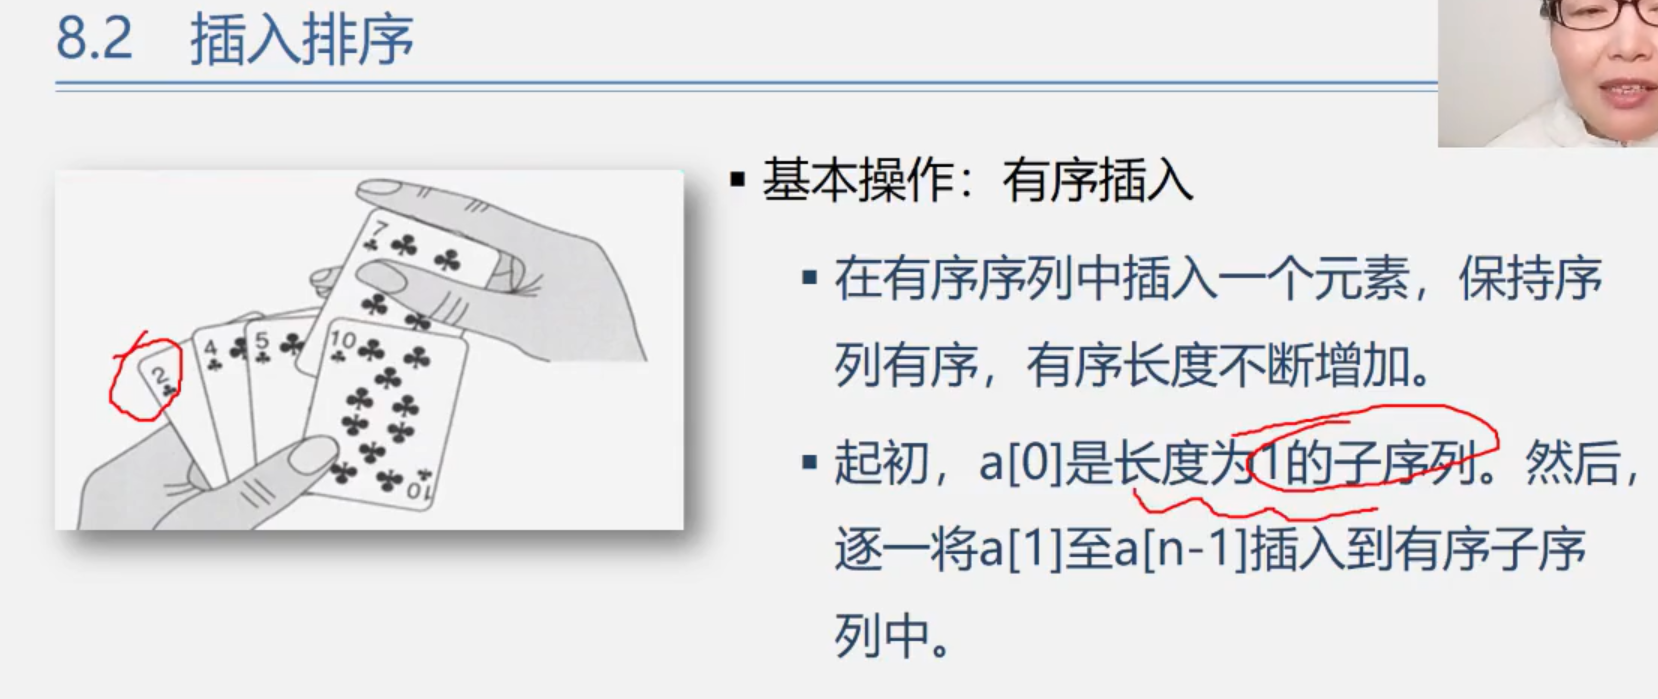 8.2 插入排序
▪ 基本操作：有序插入
▪ 在有序序列中插入一个元素，保持序
列有序，有序长度不断增加。
▪ 起初，a[0]是长度为1的子序列。然后，
逐一将a[1]至a[n-1]插入到有序子序
列中。
7
2
4
5
10
10